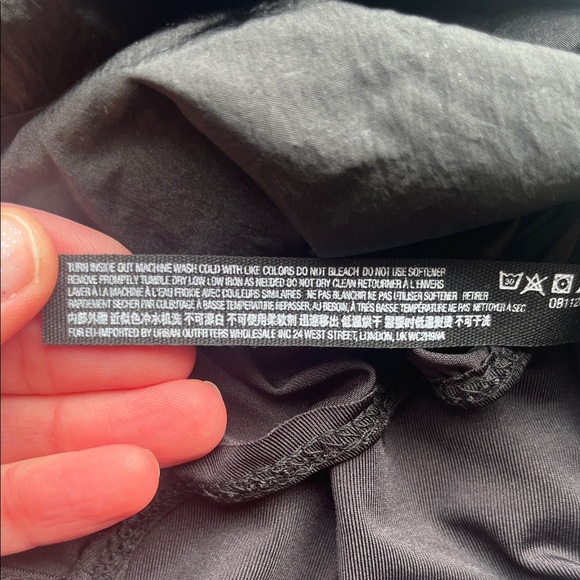 TURN INSIDE OUT MACHINE WASH COLD WITH LIKE COLORS DO NOT BLEACH DO NOT USE SOFTENER
REMOVE PROMPTLY TUMBLE DRY LOW LOW IRON AS NEEDED DO NOT DRY CLEAN RETOURNER À L'ENVERS
LAVER À LA MACHINE À L'EAU FROIDE AVEC COULEURS SIMILAIRES NE PAS BLANCHIR NE PAS UTILISER SOFTENER RETIRER
RAPIDEMENT SÉCHER PAR CULBUTAGE À BASSE TEMPÉRATURE REPASSER, AU BESOIN, À TRÈS BASSE TEMPÉRATURE NE PAS NETTOYER À SEC
内部外翻 近似色冷水机洗 不可漂白 不可使用柔软剂 迅速移出 低温烘干 需要时低温熨烫 不可干洗
FOR EU-IMPORTED BY URBAN OUTFITTERS WHOLESALE INC 24 WEST STREET, LONDON, UK WC2H9NA
30